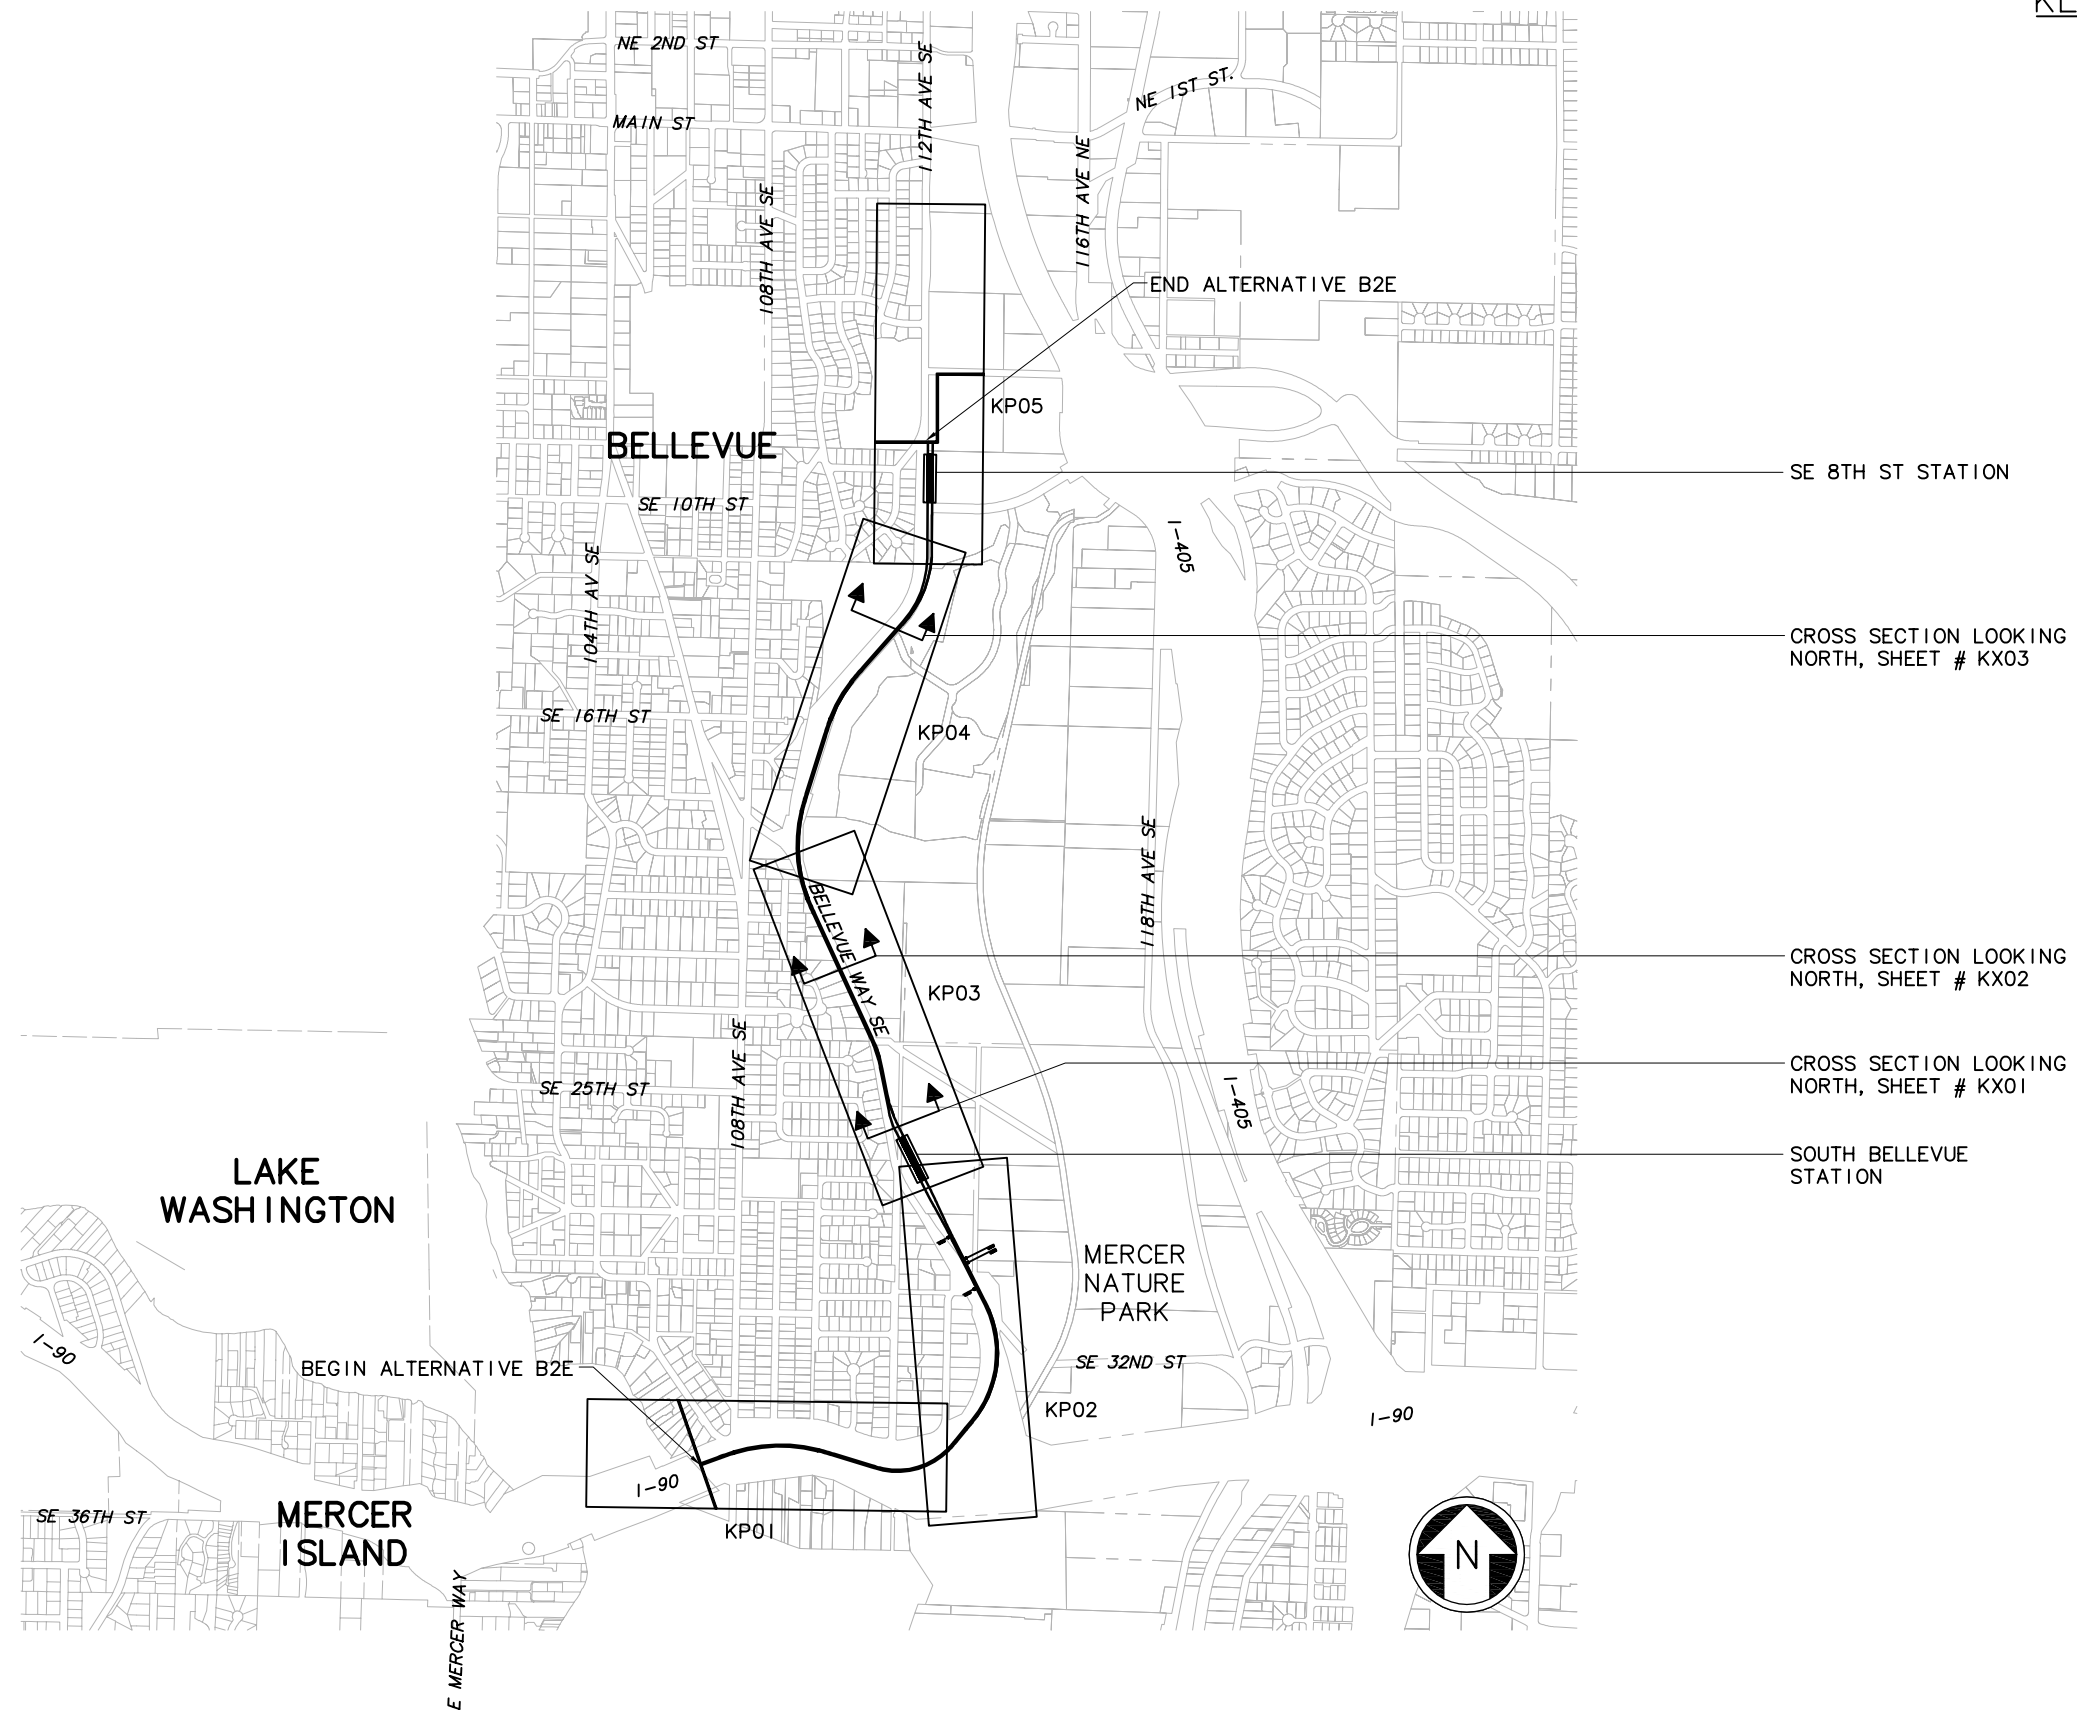 NE 2ND ST
112TH AVE SE
NE 1ST ST.
MAIN ST
116TH AVE NE
108TH AVE SE
END ALTERNATIVE B2E
KP05
BELLEVUE
SE 8TH ST STATION
SE 10TH ST
I-405
104TH AV SE
CROSS SECTION LOOKING
NORTH, SHEET # KX03
SE 16TH ST
KP04
118TH AVE SE
BELLEVUE WAY SE
CROSS SECTION LOOKING
NORTH, SHEET # KX02
KP03
108TH AVE SE
CROSS SECTION LOOKING
NORTH, SHEET # KX01
SE 25TH ST
I-405
SOUTH BELLEVUE
STATION
LAKE
WASHINGTON
MERCER
NATURE
PARK
I-90
BEGIN ALTERNATIVE B2E
SE 32ND ST
KP02
I-90
I-90
SE 36TH ST
MERCER
ISLAND
KP01
N
E MERCER WAY